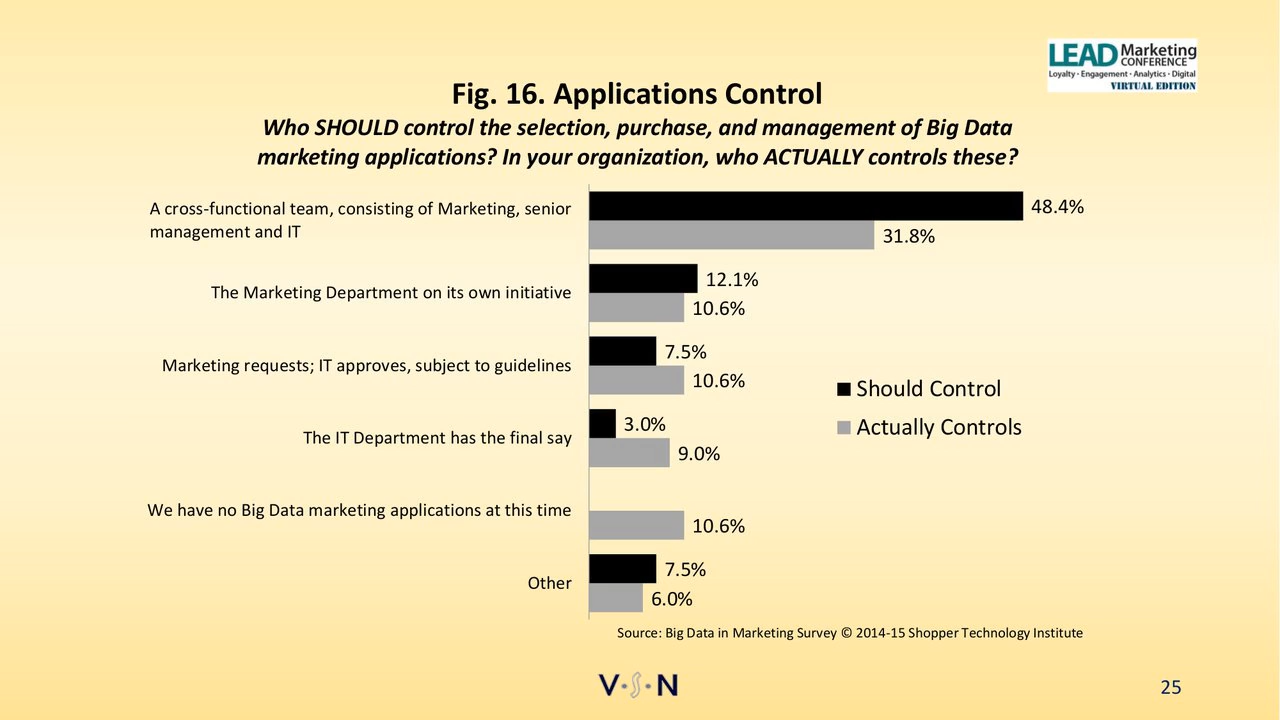 LEAD Marketing
CONFERENCE
Loyalty · Engagement · Analytics · Digital
VIRTUAL EDITION
Fig. 16. Applications Control
Who SHOULD control the selection, purchase, and management of Big Data
marketing applications? In your organization, who ACTUALLY controls these?
A cross-functional team, consisting of Marketing, senior
management and IT
48.4%
31.8%
The Marketing Department on its own initiative
12.1%
10.6%
Marketing requests; IT approves, subject to guidelines
7.5%
10.6%
The IT Department has the final say
3.0%
9.0%
We have no Big Data marketing applications at this time
10.6%
Other
7.5%
6.0%
Should Control
Actually Controls
Source: Big Data in Marketing Survey © 2014-15 Shopper Technology Institute
V·S·N
25